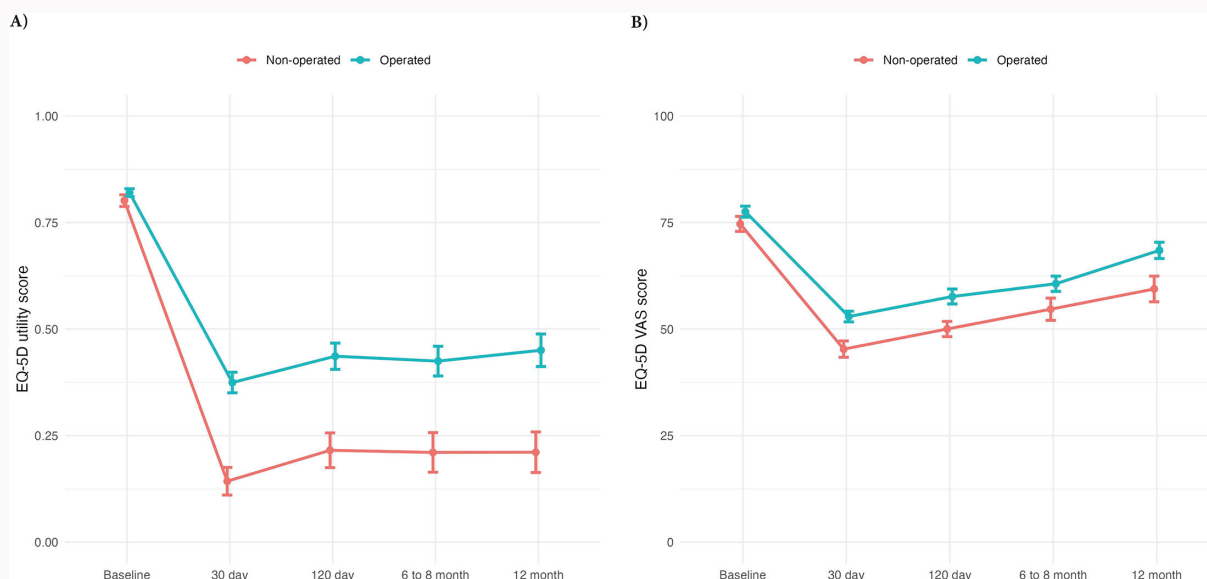 A)
Non-operated Operated
1.00
0.75
0.50
0.25
0.00
EQ-5D utility score
Baseline 30 day 120 day 6 to 8 month 12 month
B)
Non-operated Operated
100
75
50
25
0
EQ-5D VAS score
Baseline 30 day 120 day 6 to 8 month 12 month